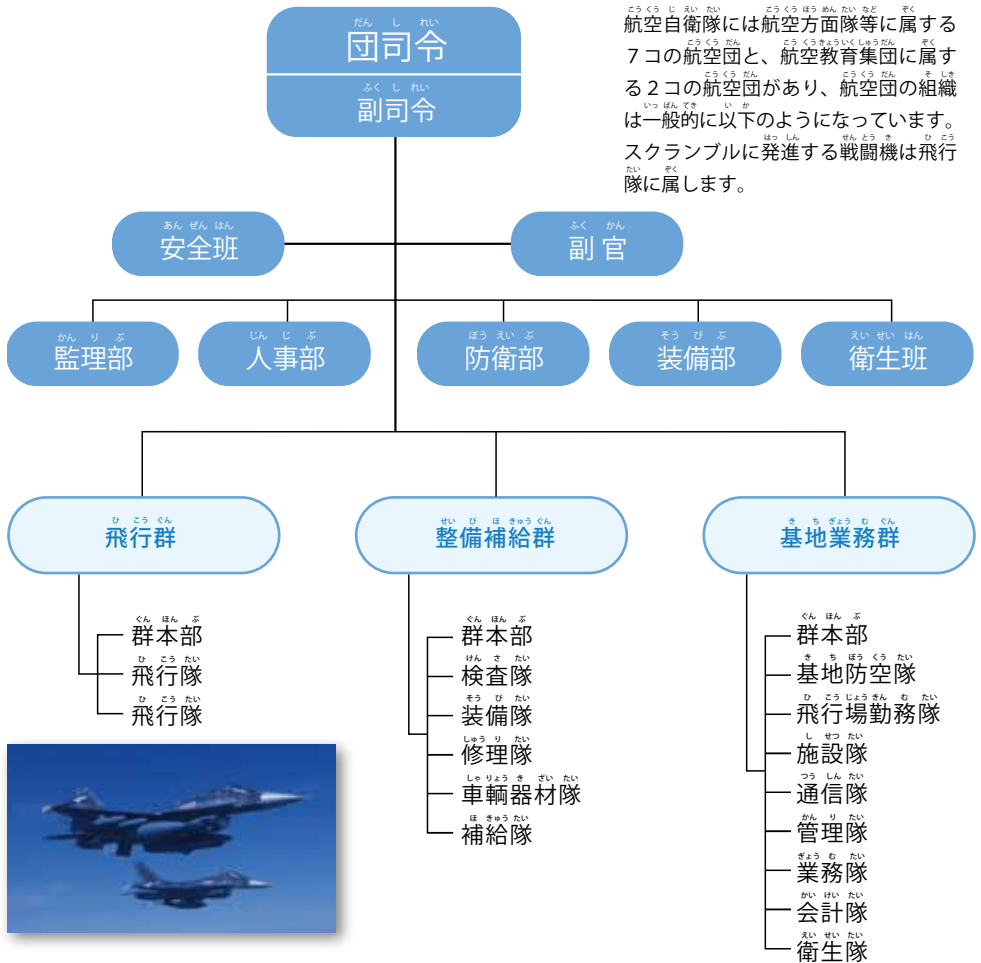 団司令
副司令
航空自衛隊には航空方面隊等に属する
7コの航空団と、航空教育集団に属す
る2コの航空団があり、航空団の組織
は一般的に以下のようになっています。
スクランブルに発進する戦闘機は飛行
隊に属します。
安全班
副官
監理部
人事部
防衛部
装備部
衛生班
飛行群
群本部
飛行隊
飛行隊
整備補給群
群本部
検査隊
装備隊
修理隊
車輌器材隊
補給隊
基地業務群
群本部
基地防空隊
飛行場勤務隊
施設隊
通信隊
管理隊
業務隊
会計隊
衛生隊